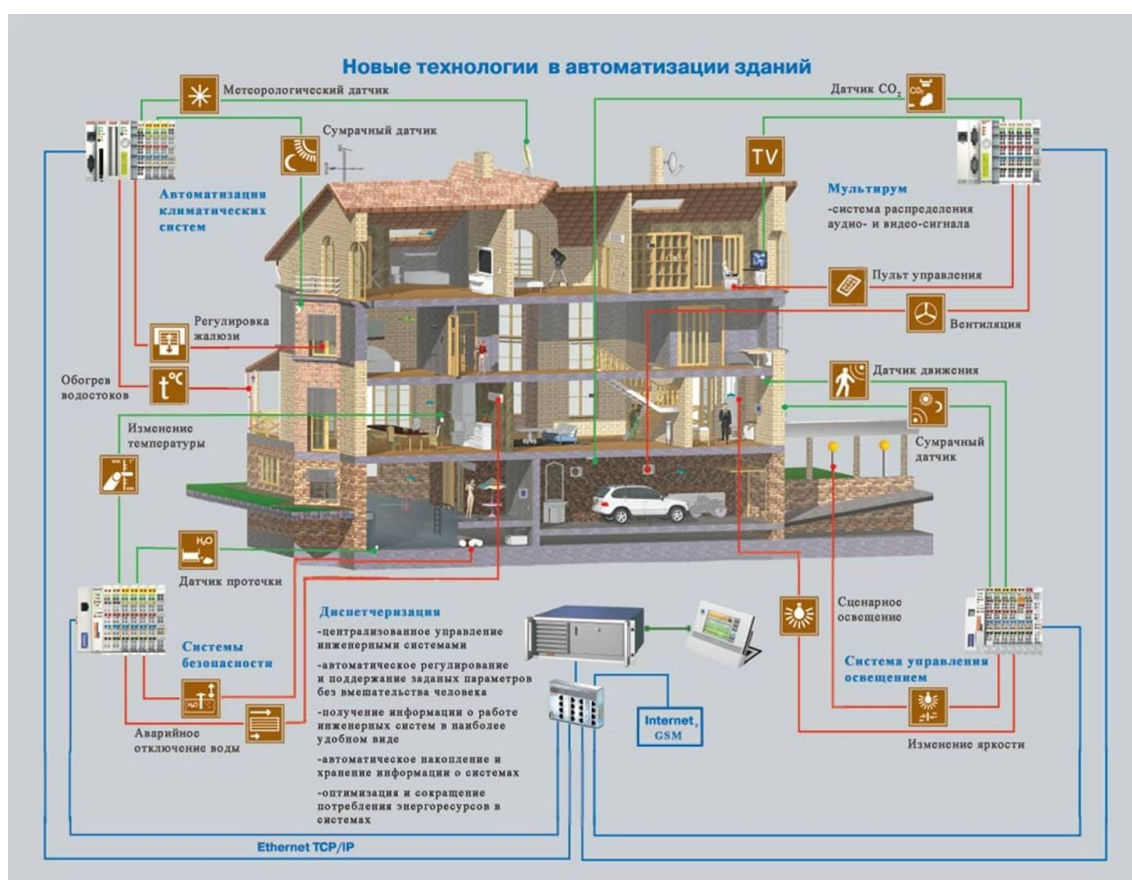 Новые технологии в автоматизации зданий
Метеорологический датчик
Сумрачный датчик
Автоматизация
климатических
систем
Регулировка
жалюзи
Обогрев
водостоков
t°C
Изменение
температуры
H₂O
Датчик протечки
Системы
безопасности
H₂O
Аварийное
отключение воды
Датчик CO₂
CO₂
TV
Мультирум
-система распределения
аудио- и видео-сигнала
Пульт управления
Вентиляция
Датчик движения
Сумрачный
датчик
Сценарное
освещение
Система управления
освещением
Изменение яркости
Диспетчеризация
-централизованное управление
инженерными системами
-автоматическое регулирование
и поддержание заданых параметров
без вмешательства человека
-получение информации о работе
инженерных систем в наиболее
удобном виде
-автоматическое накопление и
хранение информации о системах
-оптимизация и сокращение
потребления энергоресурсов в
системах
Internet,
GSM
Ethernet TCP/IP